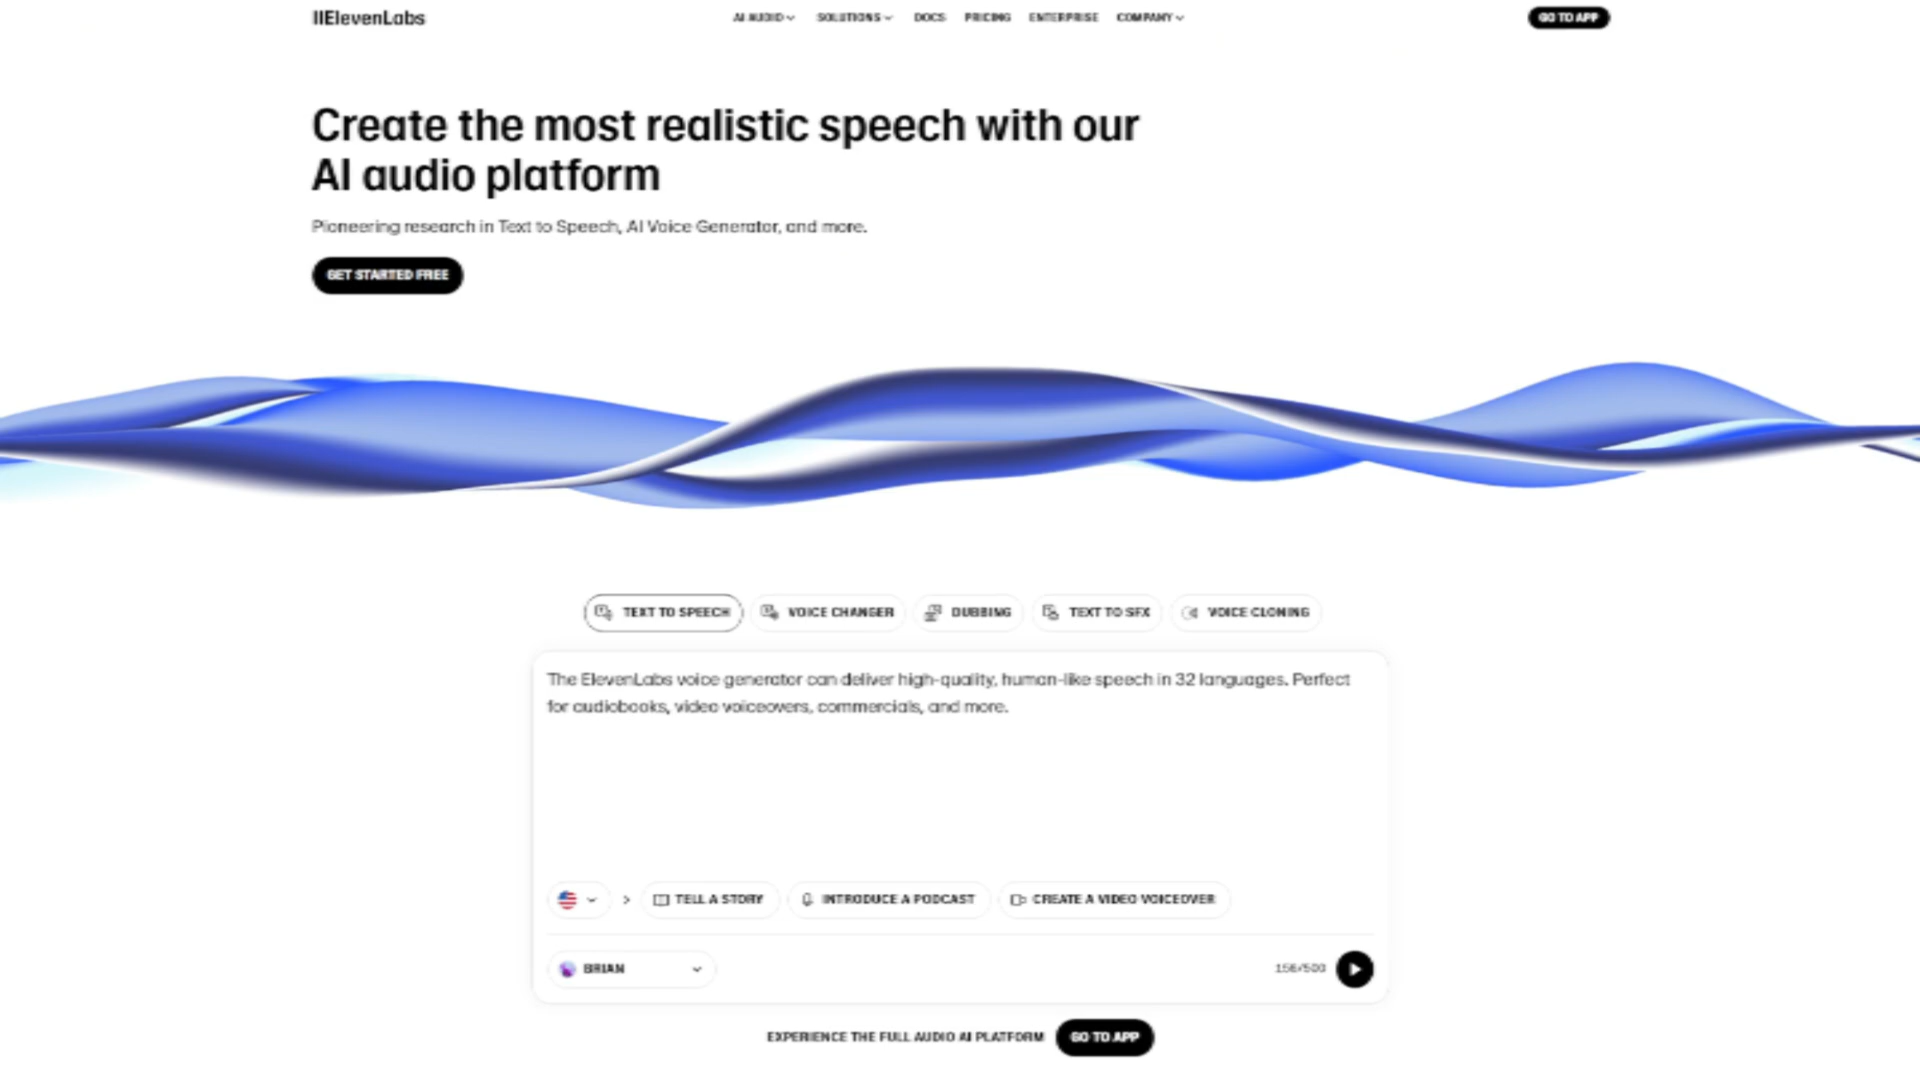 IIElevenLabs
AI AUDIO
SOLUTIONS
DOCS
PRICING
ENTERPRISE
COMPANY
GO TO APP
Create the most realistic speech with our
AI audio platform
Pioneering research in Text to Speech, AI Voice Generator, and more.
GET STARTED FREE
TEXT TO SPEECH
VOICE CHANGER
DUBBING
TEXT TO SFX
VOICE CLONING
The ElevenLabs voice generator can deliver high-quality, human-like speech in 32 languages. Perfect
for audiobooks, video voiceovers, commercials, and more.
TELL A STORY
INTRODUCE A PODCAST
CREATE A VIDEO VOICEOVER
BRIAN
156/500
EXPERIENCE THE FULL AUDIO AI PLATFORM
GO TO APP